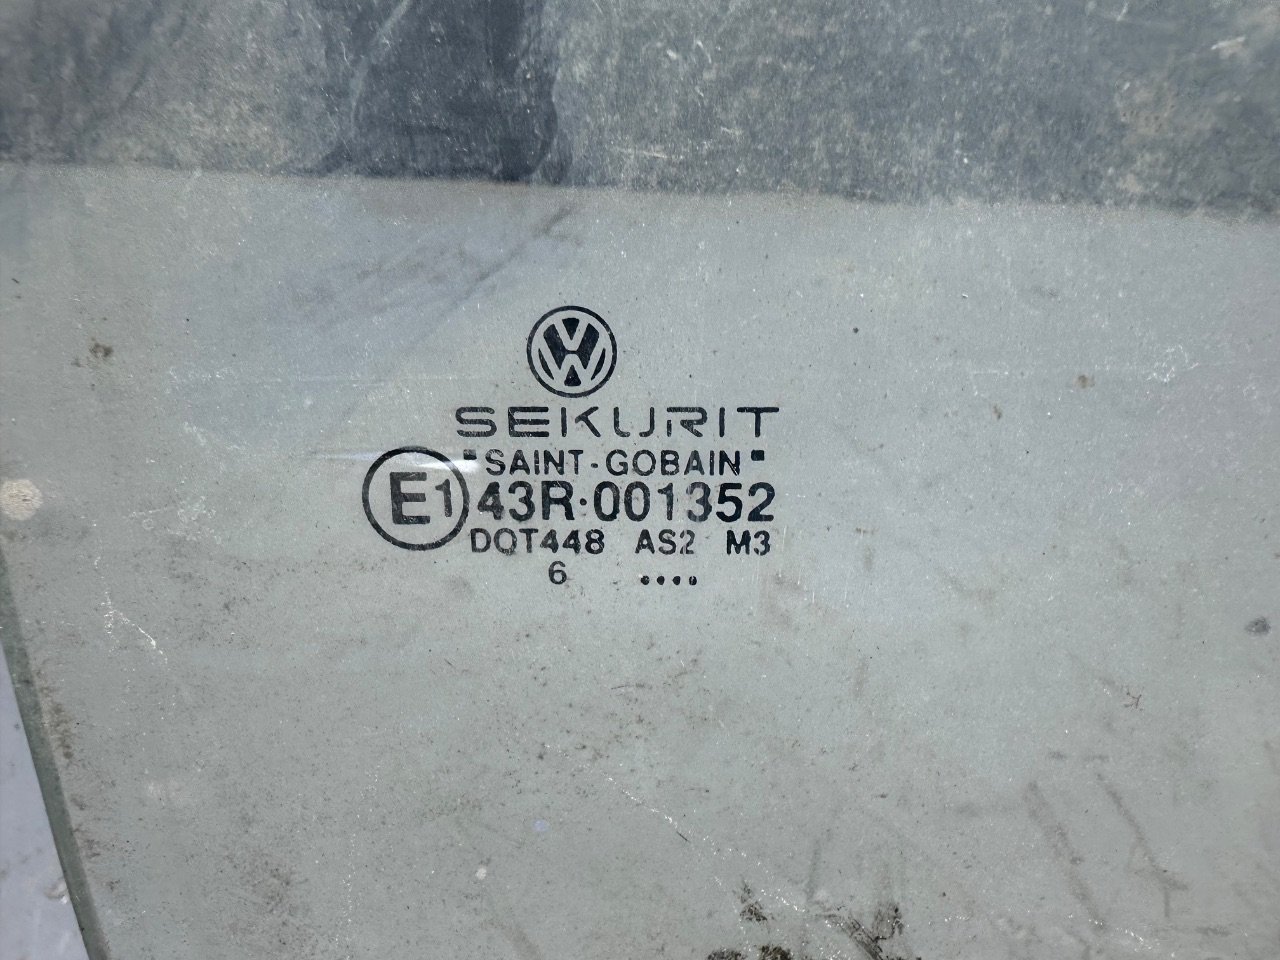 SEKURIT
"SAINT-GOBAIN"
E1 43R·001352
DOT448 AS2 M3
6 ....